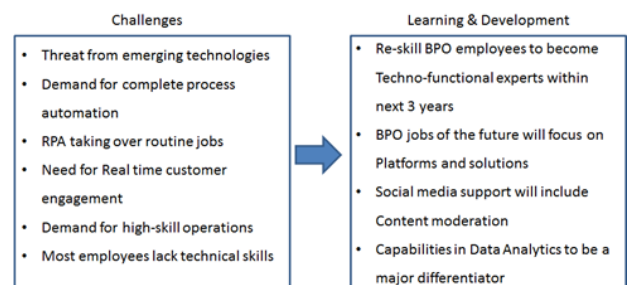 Challenges
• Threat from emerging technologies
• Demand for complete process
automation
• RPA taking over routine jobs
• Need for Real time customer
engagement
• Demand for high-skill operations
• Most employees lack technical skills
Learning & Development
• Re-skill BPO employees to become
Techno-functional experts within
next 3 years
• BPO jobs of the future will focus on
Platforms and solutions
• Social media support will include
Content moderation
• Capabilities in Data Analytics to be a
major differentiator